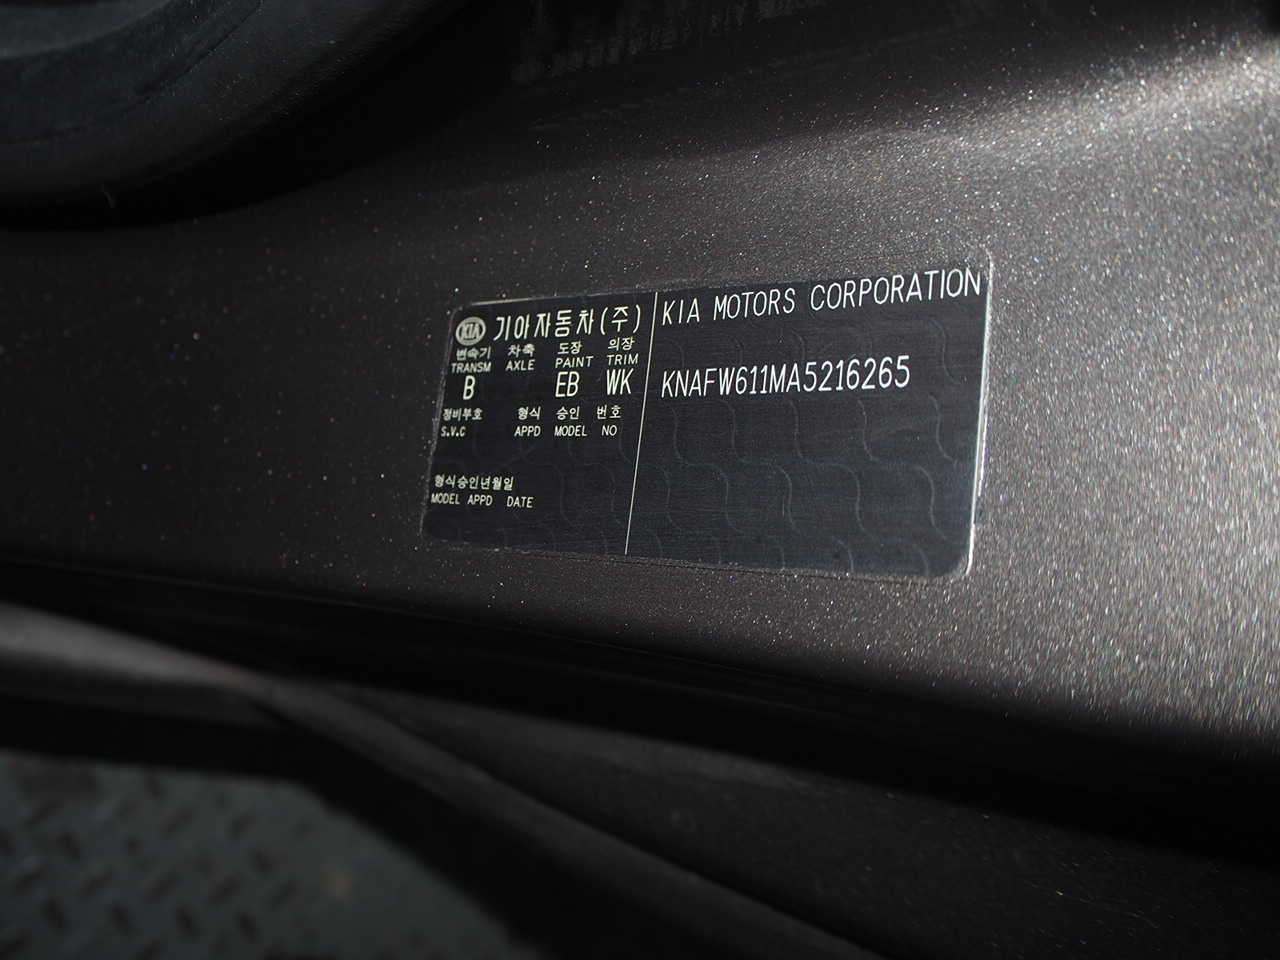 KIA 기아자동차(주)
변속기 차축 도장 의장
TRANSM AXLE PAINT TRIM
B EB WK
정비부호 형식 승인 번호
S.V.C APPD MODEL NO
형식승인년월일
MODEL APPD DATE
KIA MOTORS CORPORATION
KNAFW611MA5216265